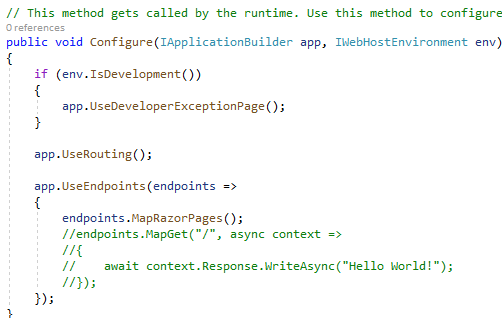 // This method gets called by the runtime. Use this method to configure
0 references
public void Configure(IApplicationBuilder app, IWebHostEnvironment env)
{
    if (env.IsDevelopment())
    {
        app.UseDeveloperExceptionPage();
    }

    app.UseRouting();

    app.UseEndpoints(endpoints =>
    {
        endpoints.MapRazorPages();
        //endpoints.MapGet("/", async context =>
        //{
        //    await context.Response.WriteAsync("Hello World!");
        //});
    });
}